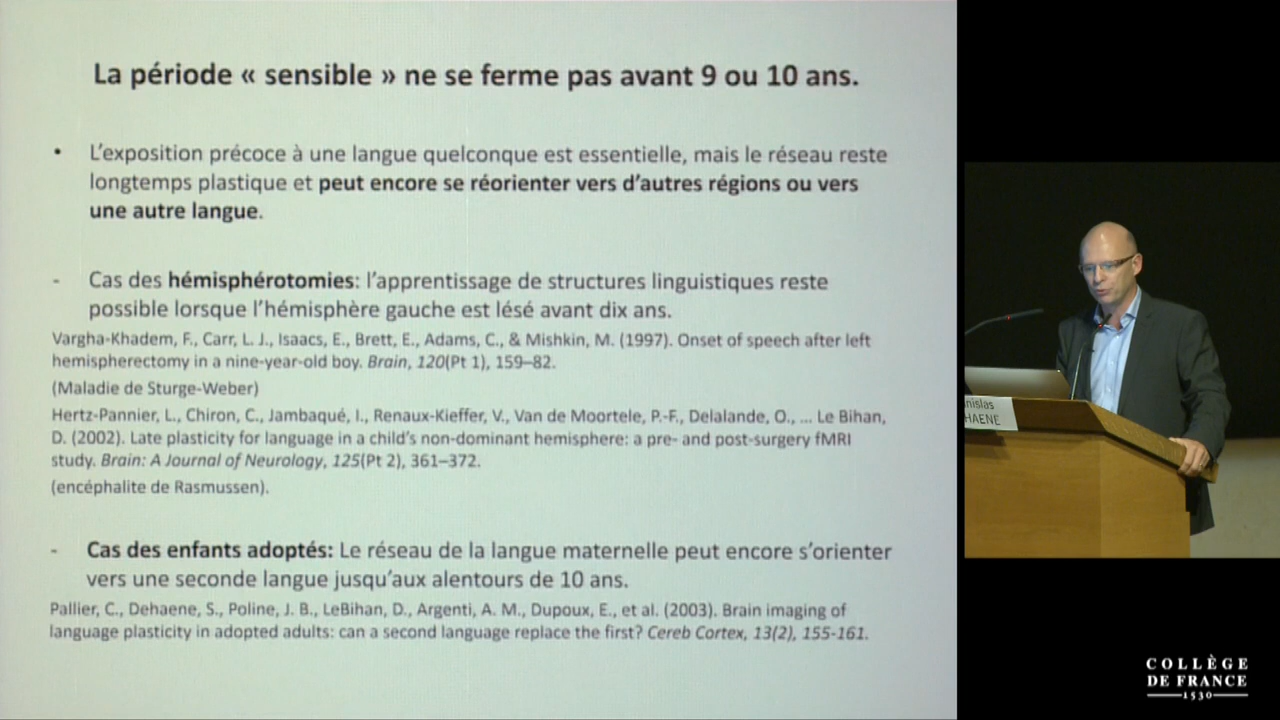 La période « sensible » ne se ferme pas avant 9 ou 10 ans.
• L'exposition précoce à une langue quelconque est essentielle, mais le réseau reste
longtemps plastique et peut encore se réorienter vers d'autres régions ou vers
une autre langue.
- Cas des hémisphérotomies: l'apprentissage de structures linguistiques reste
possible lorsque l'hémisphère gauche est lésé avant dix ans.
Vargha-Khadem, F., Carr, L. J., Isaacs, E., Brett, E., Adams, C., & Mishkin, M. (1997). Onset of speech after left
hemispherectomy in a nine-year-old boy. Brain, 120(Pt 1), 159–82.
(Maladie de Sturge-Weber)
Hertz-Pannier, L., Chiron, C., Jambaqué, I., Renaux-Kieffer, V., Van de Moortele, P.-F., Delalande, O., ... Le Bihan,
D. (2002). Late plasticity for language in a child's non-dominant hemisphere: a pre- and post-surgery fMRI
study. Brain: A Journal of Neurology, 125(Pt 2), 361–372.
(encéphalite de Rasmussen).
- Cas des enfants adoptés: Le réseau de la langue maternelle peut encore s'orienter
vers une seconde langue jusqu'aux alentours de 10 ans.
Pallier, C., Dehaene, S., Poline, J. B., LeBihan, D., Argenti, A. M., Dupoux, E., et al. (2003). Brain imaging of
language plasticity in adopted adults: can a second language replace the first? Cereb Cortex, 13(2), 155-161.
nislas
HAENE
COLLÈGE
DE FRANCE
1530